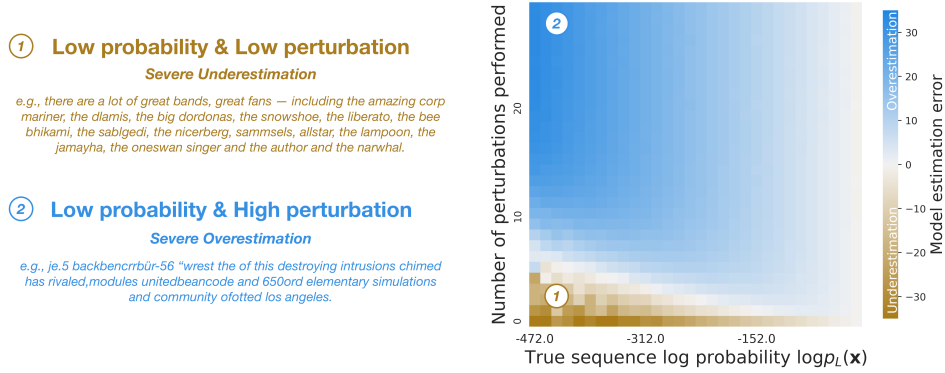 1 Low probability & Low perturbation
Severe Underestimation
e.g., there are a lot of great bands, great fans — including the amazing corp
mariner, the dlamis, the big dordonas, the snowshoe, the liberato, the bee
bhikami, the sablgedi, the nicerberg, sammsels, allstar, the lampoon, the
jamayha, the oneswan singer and the author and the narwhal.
2 Low probability & High perturbation
Severe Overestimation
e.g., je.5 backbencrrbür-56 “wrest the of this destroying intrusions chimed
has rivaled,modules unitedbeancode and 650ord elementary simulations
and community ofotted los angeles.
Number of perturbations performed
20
10
0
2
1
-472.0 -312.0 -152.0
True sequence log probability logp_L(x)
Overestimation
Underestimation
30
20
10
0
−10
−20
−30
Model estimation error